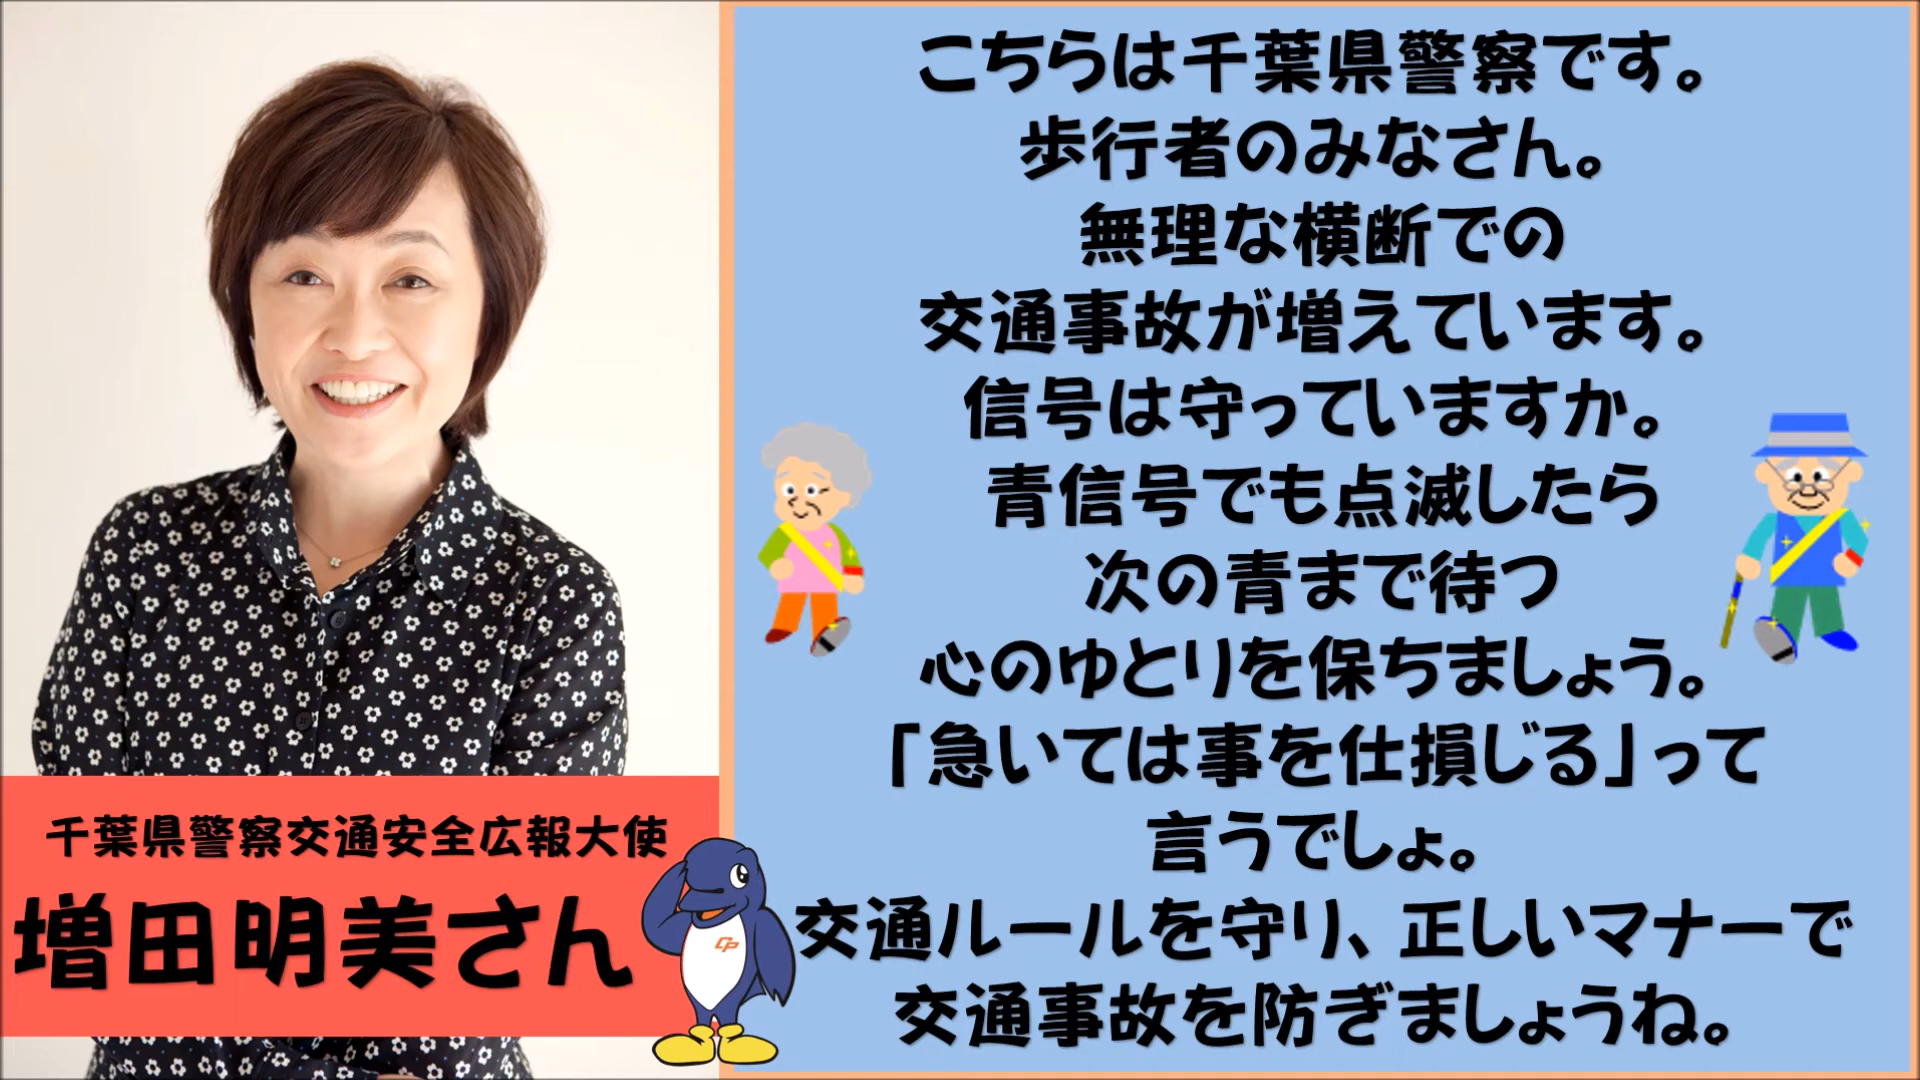 こちらは千葉県警察です。
歩行者のみなさん。
無理な横断での
交通事故が増えています。
信号は守っていますか。
青信号でも点滅したら
次の青まで待つ
心のゆとりを保ちましょう。
「急いては事を仕損じる」って
言うでしょ。
交通ルールを守り、正しいマナーで
交通事故を防ぎましょうね。
千葉県警察交通安全広報大使
増田明美さん
CP